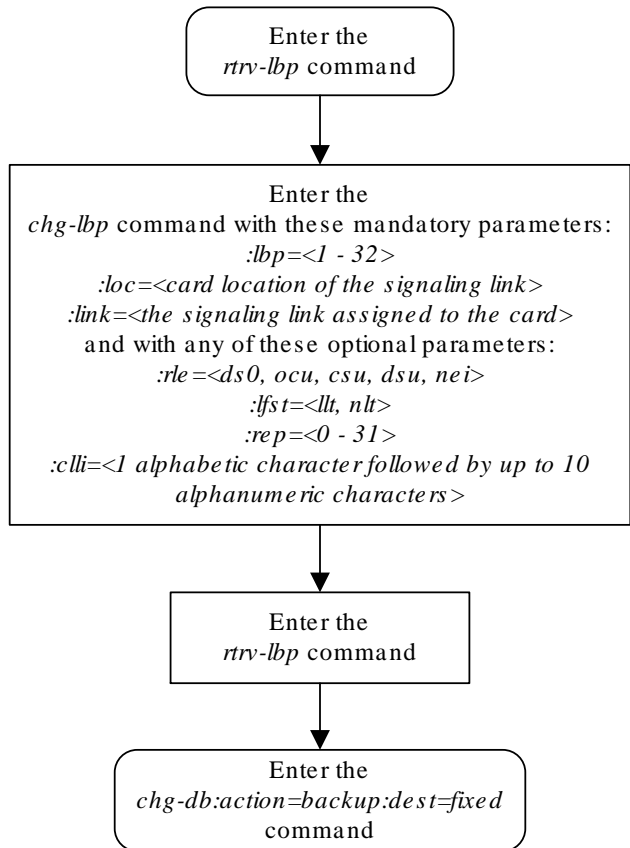 Enter the
rtrv-lbp command
Enter the
chg-lbp command with these mandatory parameters:
:lbp=<1 - 32>
:loc=<card location of the signaling link>
:link=<the signaling link assigned to the card>
and with any of these optional parameters:
:rle=<ds0, ocu, csu, dsu, nei>
:lfst=<llt, nlt>
:rep=<0 - 31>
:clli=<1 alphabetic character followed by up to 10
alphanumeric characters>
Enter the
rtrv-lbp command
Enter the
chg-db:action=backup:dest=fixed
command